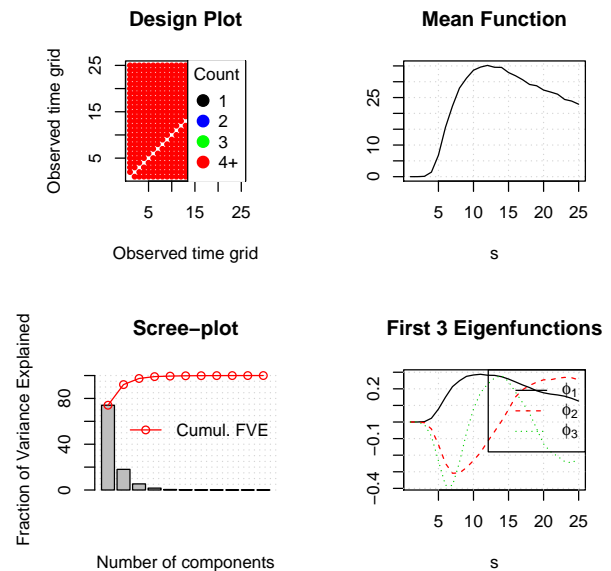 Design Plot
Observed time grid
5 15 25
Count
1
2
3
4+
5 15 25
Observed time grid
Mean Function
0 10 25
5 10 15 20 25
s
Scree-plot
Fraction of Variance Explained
0 40 80
Cumul. FVE
Number of components
First 3 Eigenfunctions
-0.4 -0.1 0.2
ϕ1
ϕ2
ϕ3
5 10 15 20 25
s